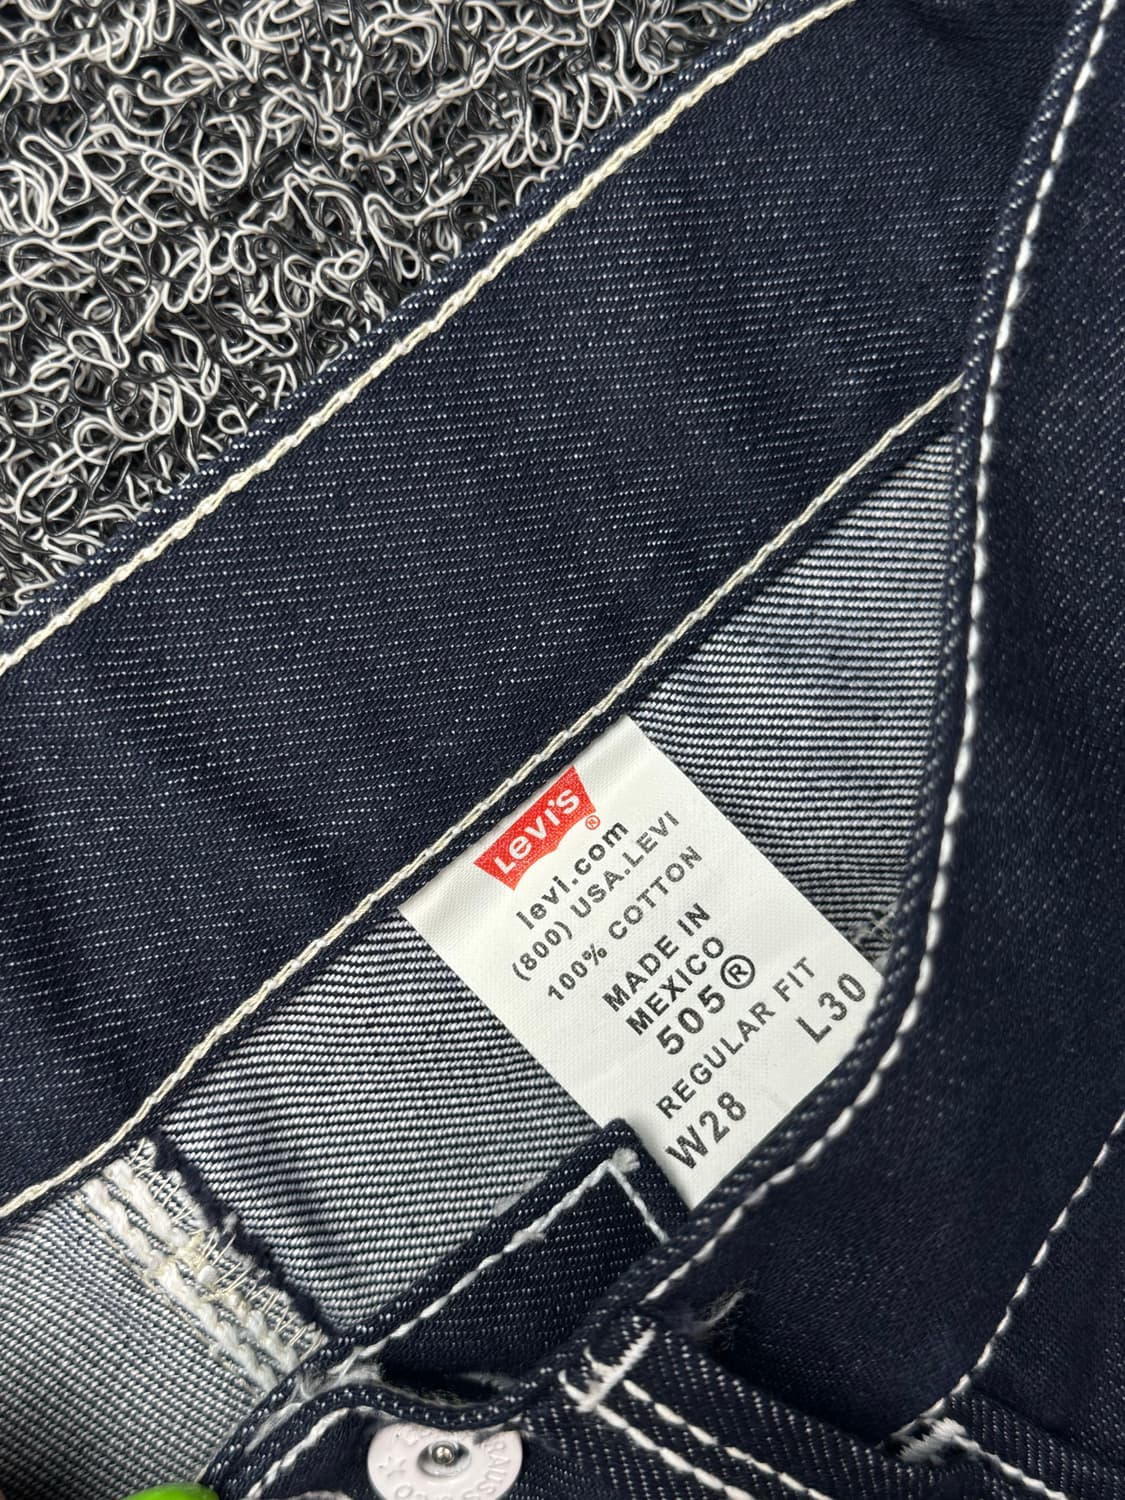 LEVI'S®
levi.com
(800) USA.LEVI
100% COTTON
MADE IN
MEXICO
505®
REGULAR FIT
W28 L30